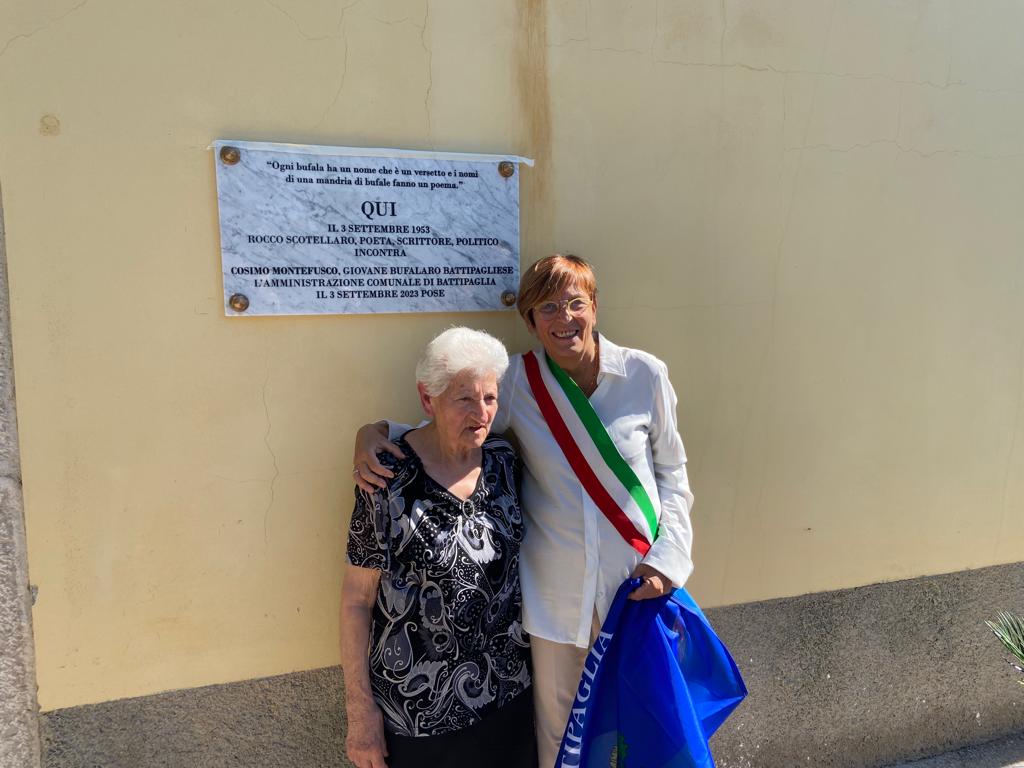 “Ogni bufala ha un nome che è un versetto e i nomi
di una mandria di bufale fanno un poema.”
QUI
IL 3 SETTEMBRE 1953
ROCCO SCOTELLARO, POETA, SCRITTORE, POLITICO
INCONTRA
COSIMO MONTEFUSCO, GIOVANE BUFALARO BATTIPAGLIESE
L'AMMINISTRAZIONE COMUNALE DI BATTIPAGLIA
IL 3 SETTEMBRE 2023 POSE
TIPAGLIA